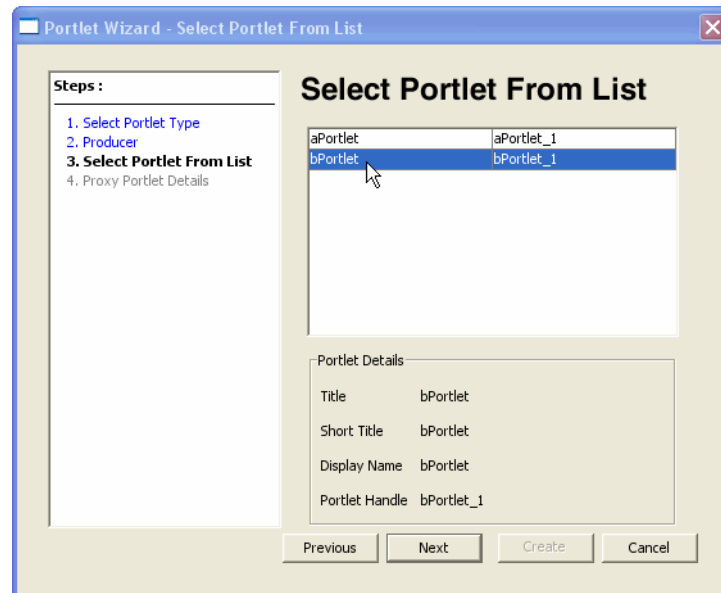 Portlet Wizard - Select Portlet From List
Steps :
1. Select Portlet Type
2. Producer
3. Select Portlet From List
4. Proxy Portlet Details
Select Portlet From List
aPortlet aPortlet_1
bPortlet bPortlet_1
Portlet Details
Title bPortlet
Short Title bPortlet
Display Name bPortlet
Portlet Handle bPortlet_1
Previous Next Create Cancel